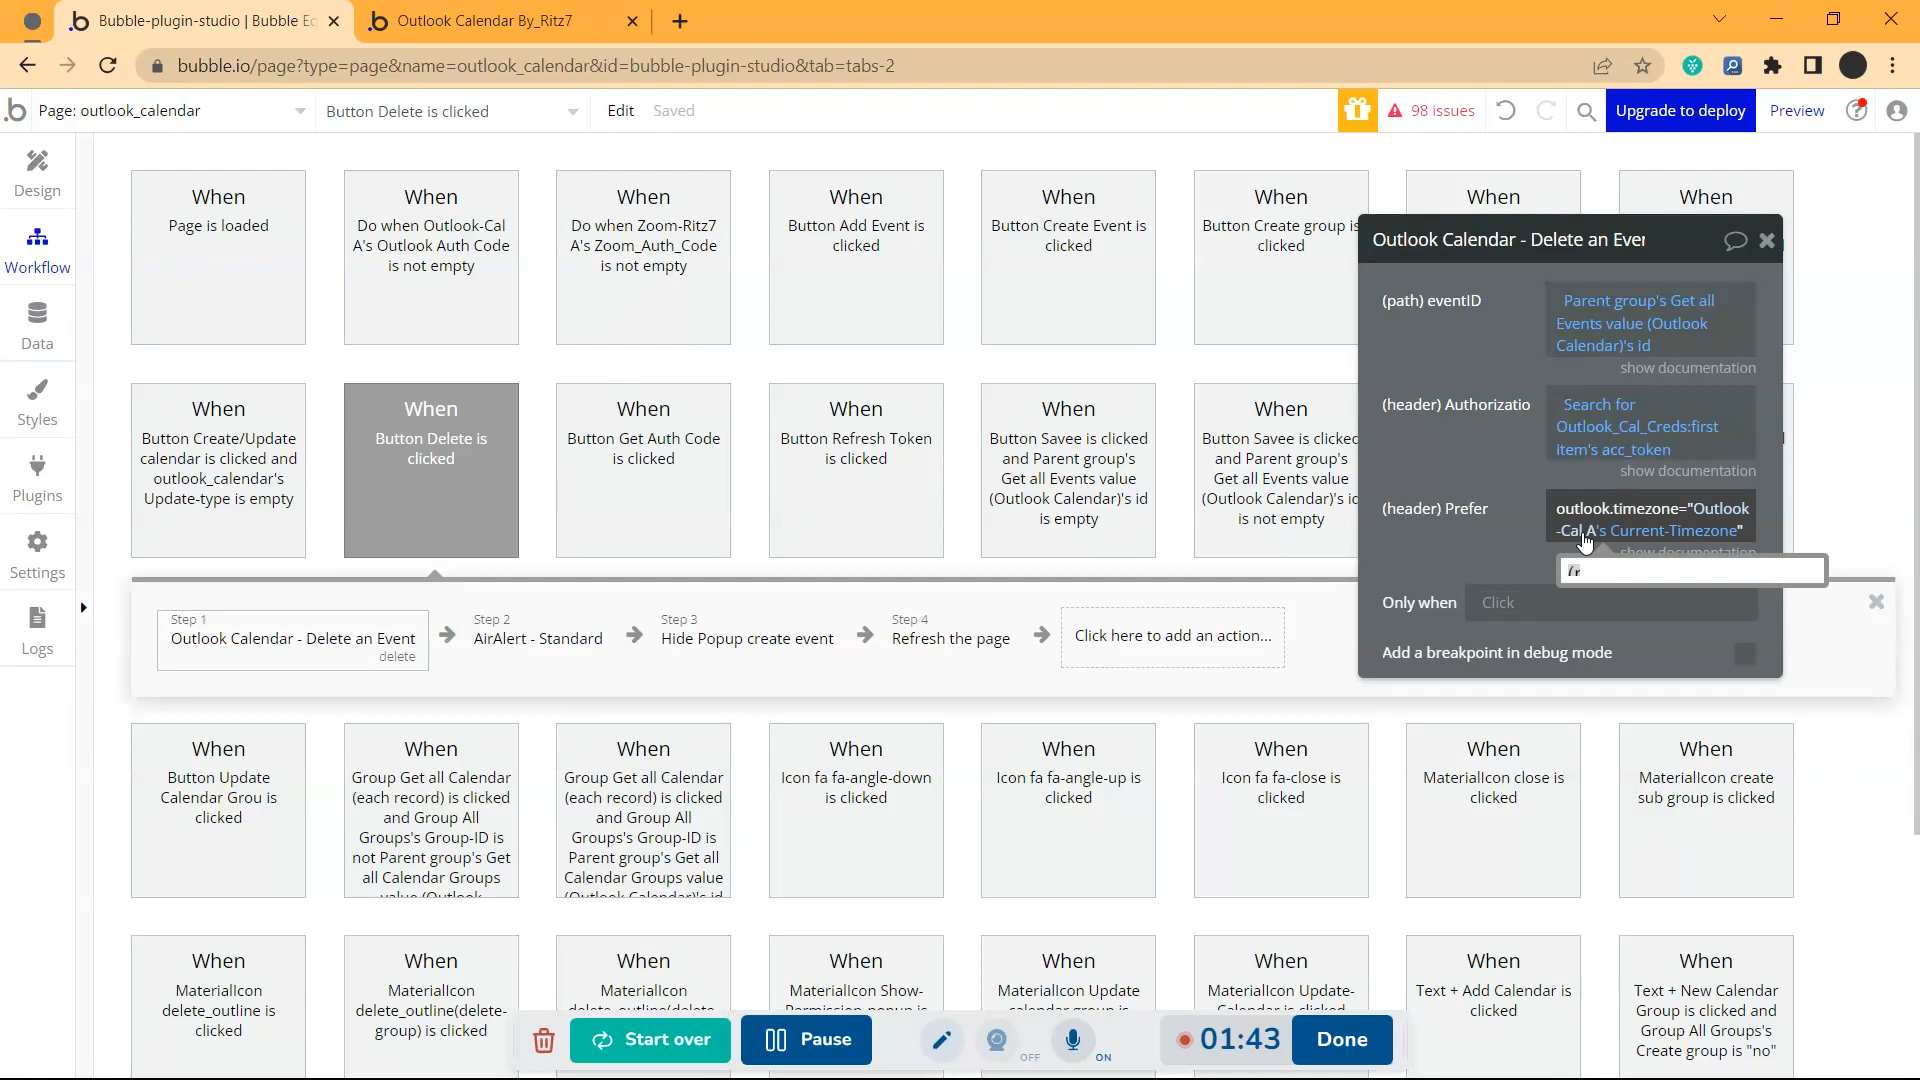 Bubble-plugin-studio | Bubble Ec
Outlook Calendar By_Ritz7
bubble.io/page?type=page&name=outlook_calendar&id=bubble-plugin-studio&tab=tabs-2
Page: outlook_calendar
Button Delete is clicked
Edit
Saved
98 issues
Upgrade to deploy
Preview
Design
Workflow
Data
Styles
Plugins
Settings
Logs
When
Page is loaded
When
Do when Outlook-Cal
A's Outlook Auth Code
is not empty
When
Do when Zoom-Ritz7
A's Zoom_Auth_Code
is not empty
When
Button Add Event is
clicked
When
Button Create Event is
clicked
When
Button Create group is
clicked
When
When
Outlook Calendar - Delete an Ever
(path) eventID
Parent group's Get all
Events value (Outlook
Calendar)'s id
show documentation
(header) Authorizatio
Search for
Outlook_Cal_Creds:first
item's acc_token
show documentation
(header) Prefer
outlook.timezone="Outlook
-Cal A's Current-Timezone"
show documentation
Only when
Click
Add a breakpoint in debug mode
When
Button Create/Update
calendar is clicked and
outlook_calendar's
Update-type is empty
When
Button Delete is
clicked
When
Button Get Auth Code
is clicked
When
Button Refresh Token
is clicked
When
Button Savee is clicked
and Parent group's
Get all Events value
(Outlook Calendar)'s id
is empty
When
Button Savee is clicked
and Parent group's
Get all Events value
(Outlook Calendar)'s id
is not empty
Step 1
Outlook Calendar - Delete an Event
delete
Step 2
AirAlert - Standard
Step 3
Hide Popup create event
Step 4
Refresh the page
Click here to add an action...
When
Button Update
Calendar Grou is
clicked
When
Group Get all Calendar
(each record) is clicked
and Group All
Groups's Group-ID is
not Parent group's Get
all Calendar Groups
value (Outlook
When
Group Get all Calendar
(each record) is clicked
and Group All
Groups's Group-ID is
Parent group's Get all
Calendar Groups value
(Outlook Calendar)'s id
When
Icon fa fa-angle-down
is clicked
When
Icon fa fa-angle-up is
clicked
When
Icon fa fa-close is
clicked
When
MaterialIcon close is
clicked
When
MaterialIcon create
sub group is clicked
When
MaterialIcon
delete_outline is
clicked
When
MaterialIcon
delete_outline(delete-
group) is clicked
When
MaterialIcon
delete_outline(delete-
When
MaterialIcon Show-
Permission-popup is
When
MaterialIcon Update
calendar group is
When
MaterialIcon Update-
Calendar is clicked
When
Text + Add Calendar is
clicked
When
Text + New Calendar
Group is clicked and
Group All Groups's
Create group is "no"
Start over
Pause
OFF
ON
01:43
Done